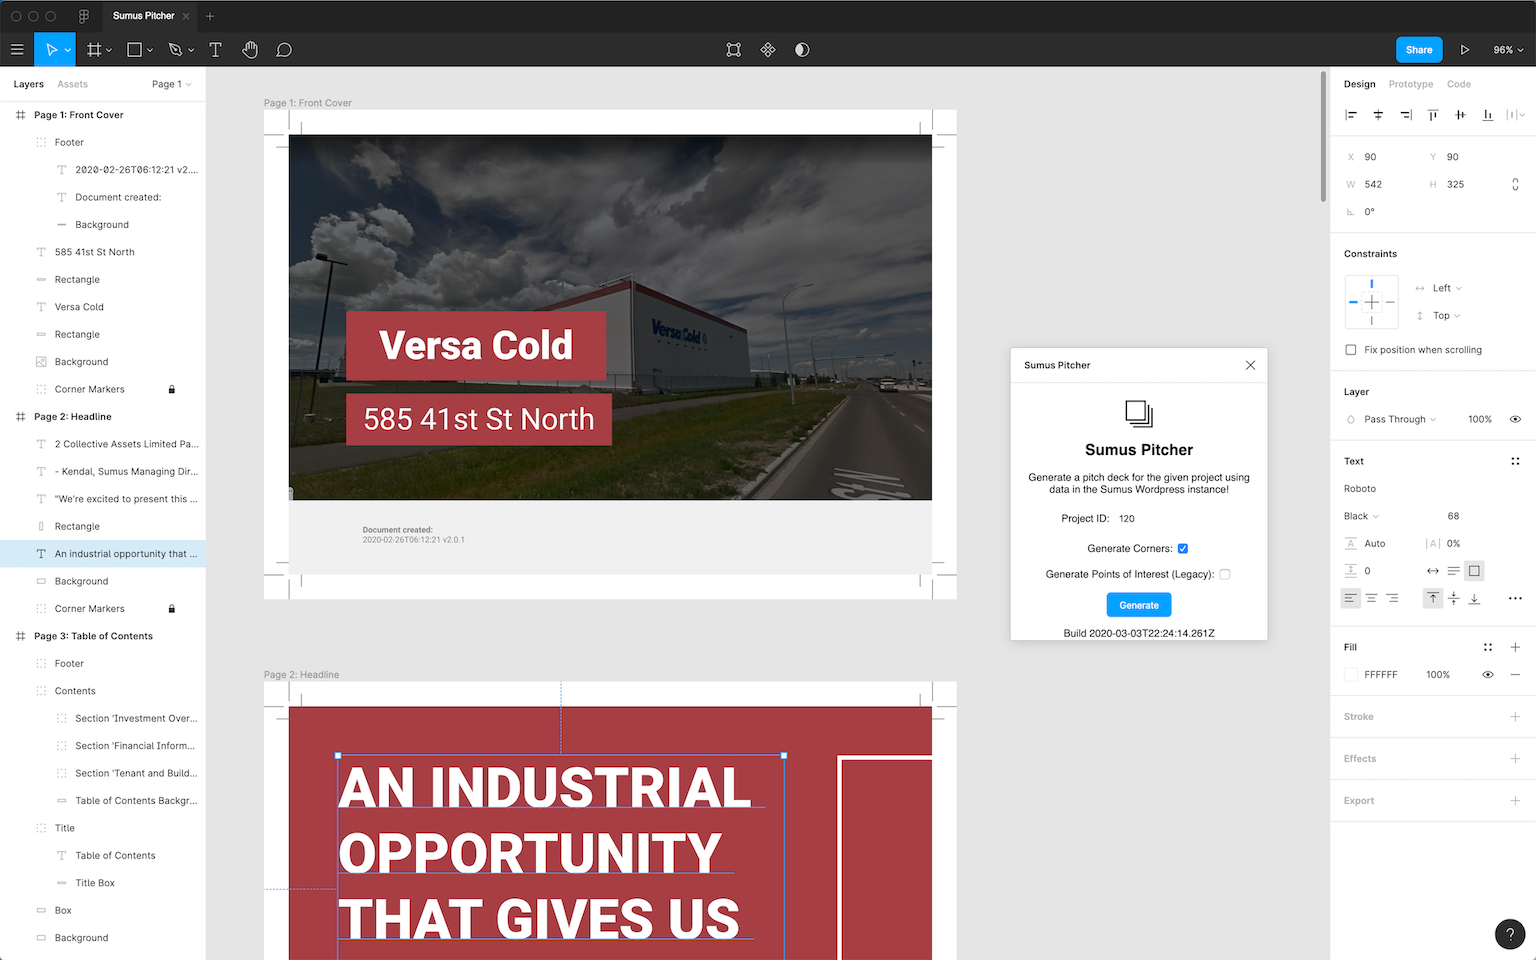 Sumus Pitcher
Share
96%
Layers
Assets
Page 1
Page 1: Front Cover
Footer
2020-02-26T06:12:21 v2....
Document created:
Background
585 41st St North
Rectangle
Versa Cold
Rectangle
Background
Corner Markers
Page 2: Headline
2 Collective Assets Limited Pa...
- Kendal, Sumus Managing Dir...
"We're excited to present this ...
Rectangle
An industrial opportunity that ...
Background
Corner Markers
Page 3: Table of Contents
Footer
Contents
Section 'Investment Over...
Section 'Financial Inform...
Section 'Tenant and Build...
Table of Contents Backgr...
Title
Table of Contents
Title Box
Box
Background
Page 1: Front Cover
Versa Cold
Versa Cold
585 41st St North
Document created:
2020-02-26T06:12:21 v2.0.1
Page 2: Headline
AN INDUSTRIAL
OPPORTUNITY
THAT GIVES US
Sumus Pitcher
Sumus Pitcher
Generate a pitch deck for the given project using
data in the Sumus Wordpress instance!
Project ID: 120
Generate Corners:
Generate Points of Interest (Legacy):
Generate
Build 2020-03-03T22:24:14.261Z
Design
Prototype
Code
X 90 Y 90
W 542 H 325
0°
Constraints
Left
Top
Fix position when scrolling
Layer
Pass Through 100%
Text
Roboto
Black 68
A Auto |A| 0%
0
Fill
FFFFFF 100%
Stroke
Effects
Export
?